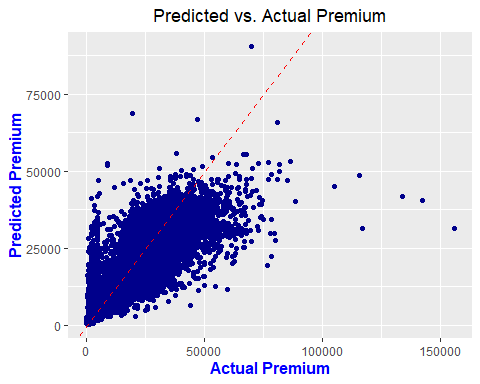 Predicted vs. Actual Premium
Predicted Premium
75000
50000
25000
0
0 50000 100000 150000
Actual Premium